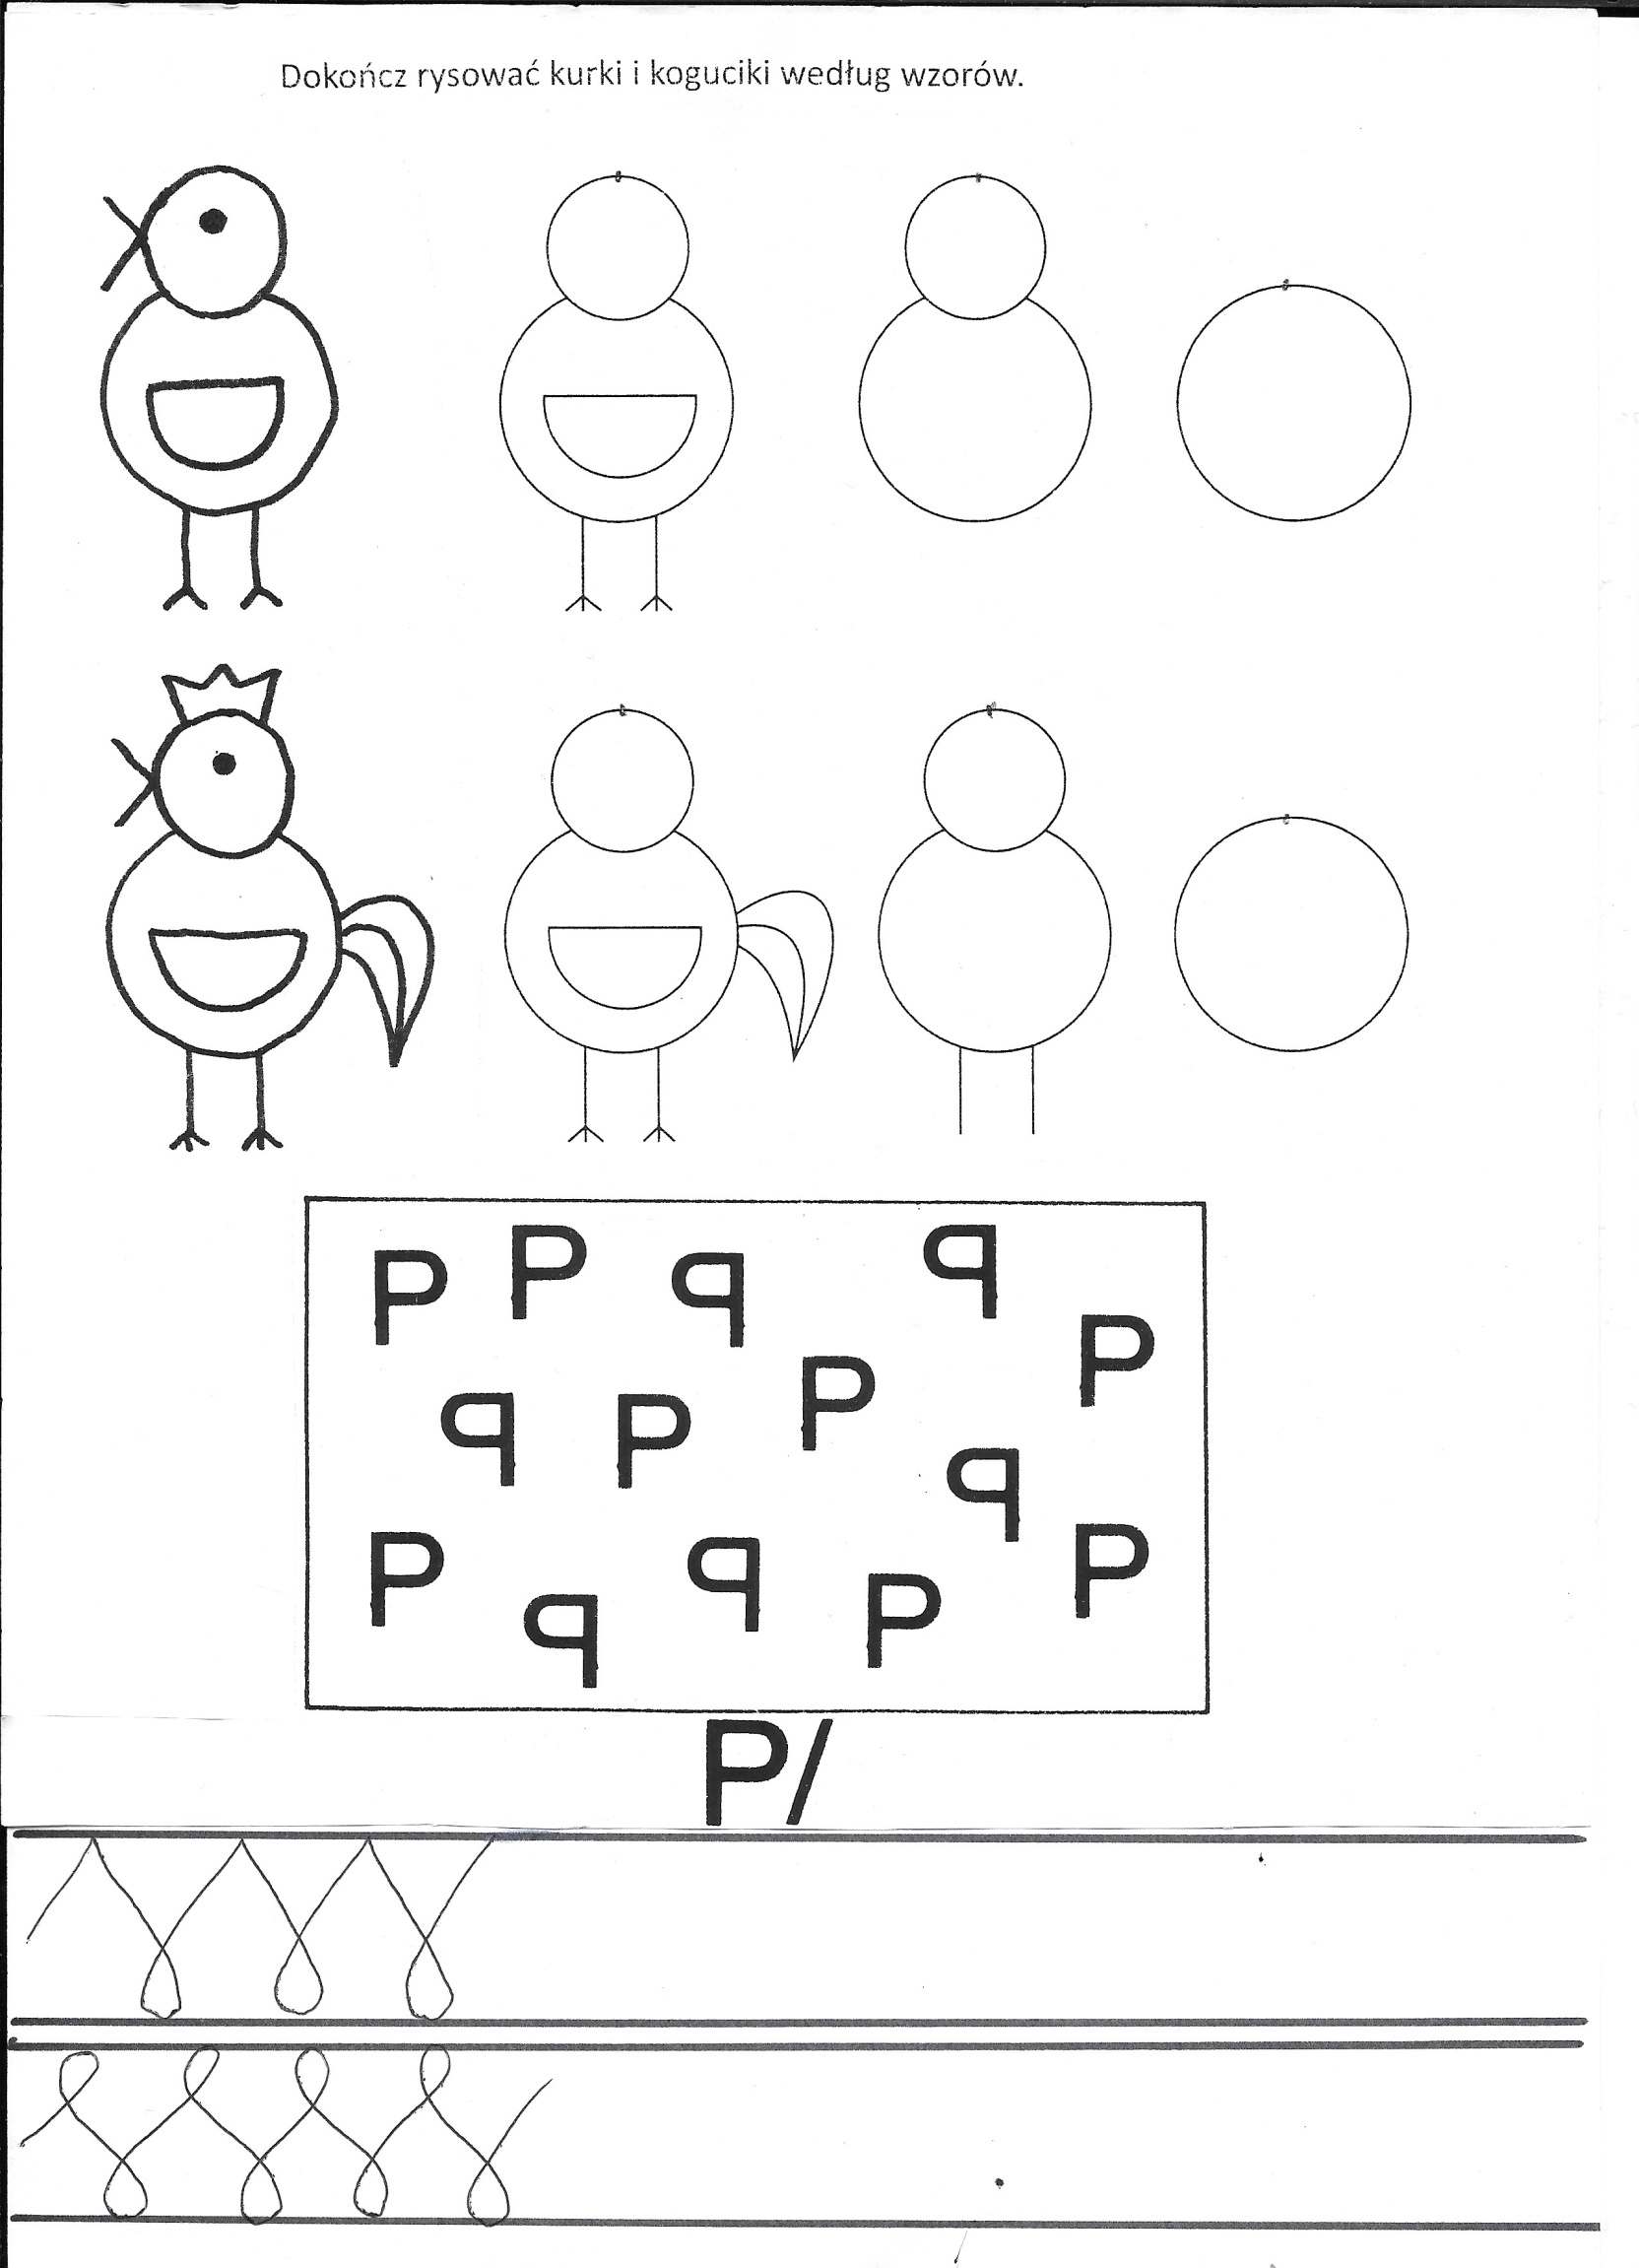 Dokończ rysować kurki i koguciki według wzorów.
P P ꟼ ꟼ
ꟼ P P ꟼ P
P ꟼ ꟼ P P
P/